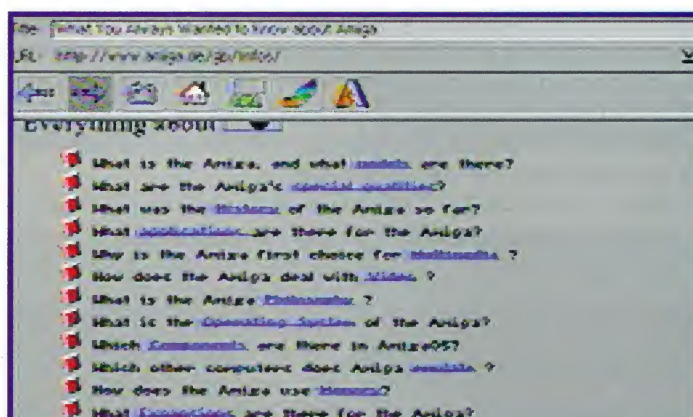 Title: What You Always Wanted to Know about Amiga
URL: http://www.amiga.de/gb/infos/
Everything about
What is the Amiga, and what models are there?
What are the Amiga's special qualities?
What was the History of the Amiga so far?
What applications are there for the Amiga?
Why is the Amiga first choice for Multimedia ?
How does the Amiga deal with Video ?
What is the Amiga Philosophy ?
What is the Operating System of the Amiga?
Which Components are there in AmigaOS?
Which other computers does Amiga emulate ?
How does the Amiga use Memory?
What Expansions are there for the Amiga?